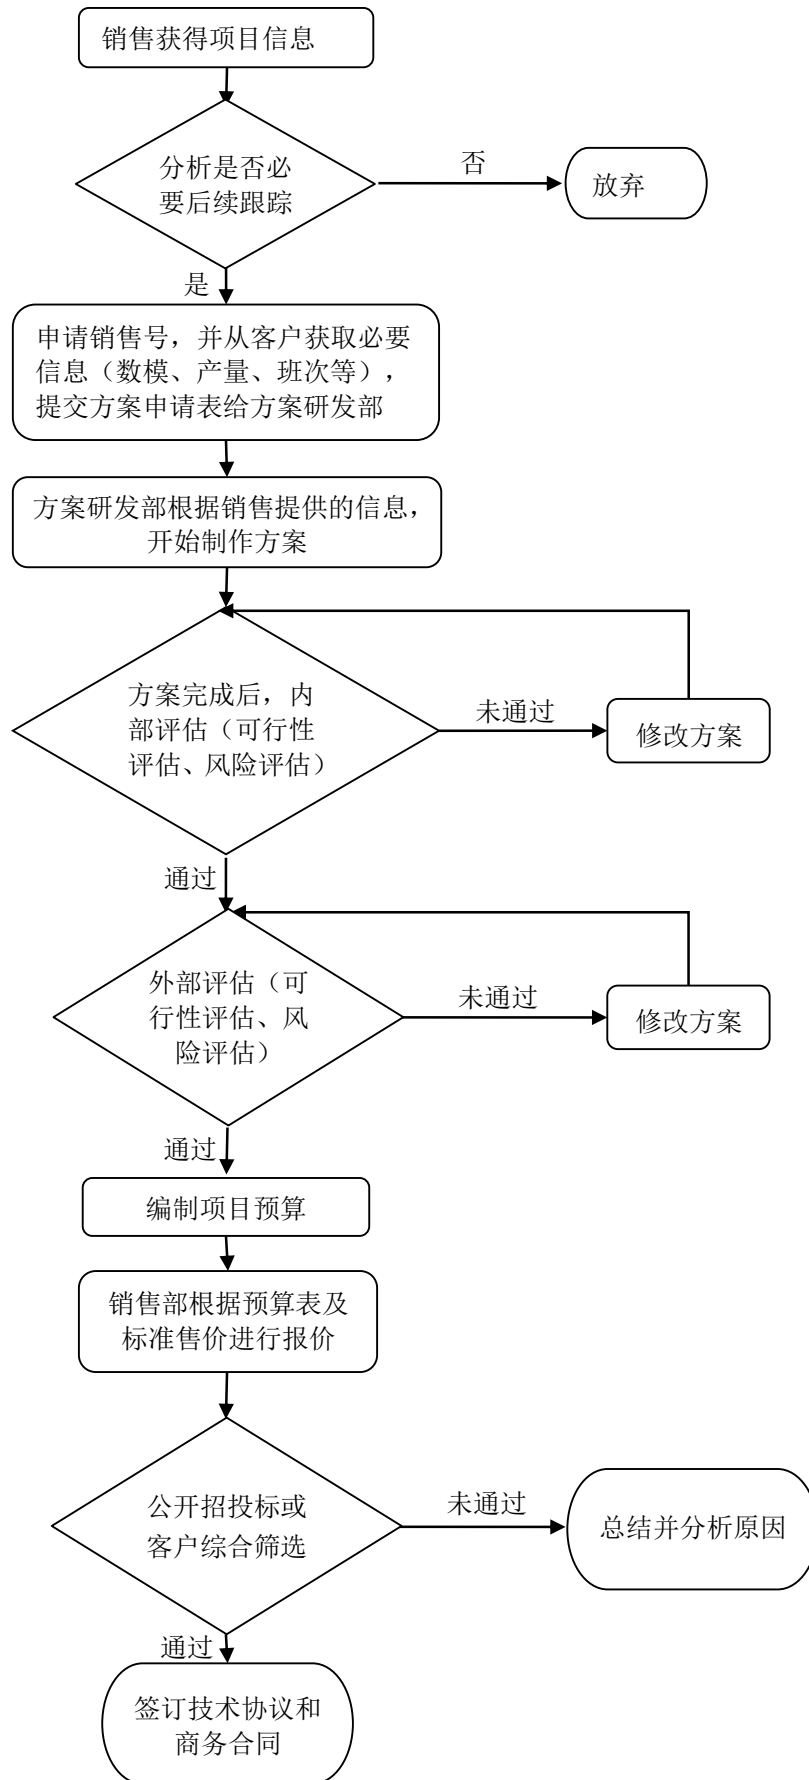 销售获得项目信息
分析是否必
要后续跟踪
否
放弃
是
申请销售号，并从客户获取必要
信息（数模、产量、班次等），
提交方案申请表给方案研发部
方案研发部根据销售提供的信息，
开始制作方案
方案完成后，内
部评估（可行性
评估、风险评估）
未通过
修改方案
通过
外部评估（可
行性评估、风
险评估）
未通过
修改方案
通过
编制项目预算
销售部根据预算表及
标准售价进行报价
公开招投标或
客户综合筛选
未通过
总结并分析原因
通过
签订技术协议和
商务合同